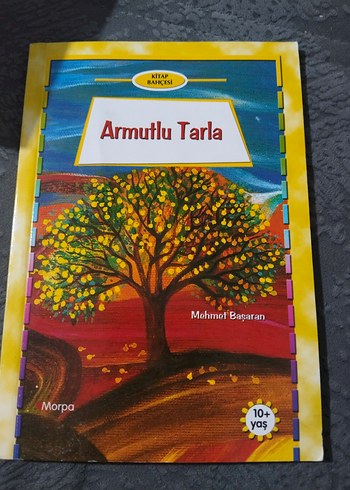 KİTAP
BAHÇESİ
Armutlu Tarla
Mehmet Başaran
Morpa
10+
yaş